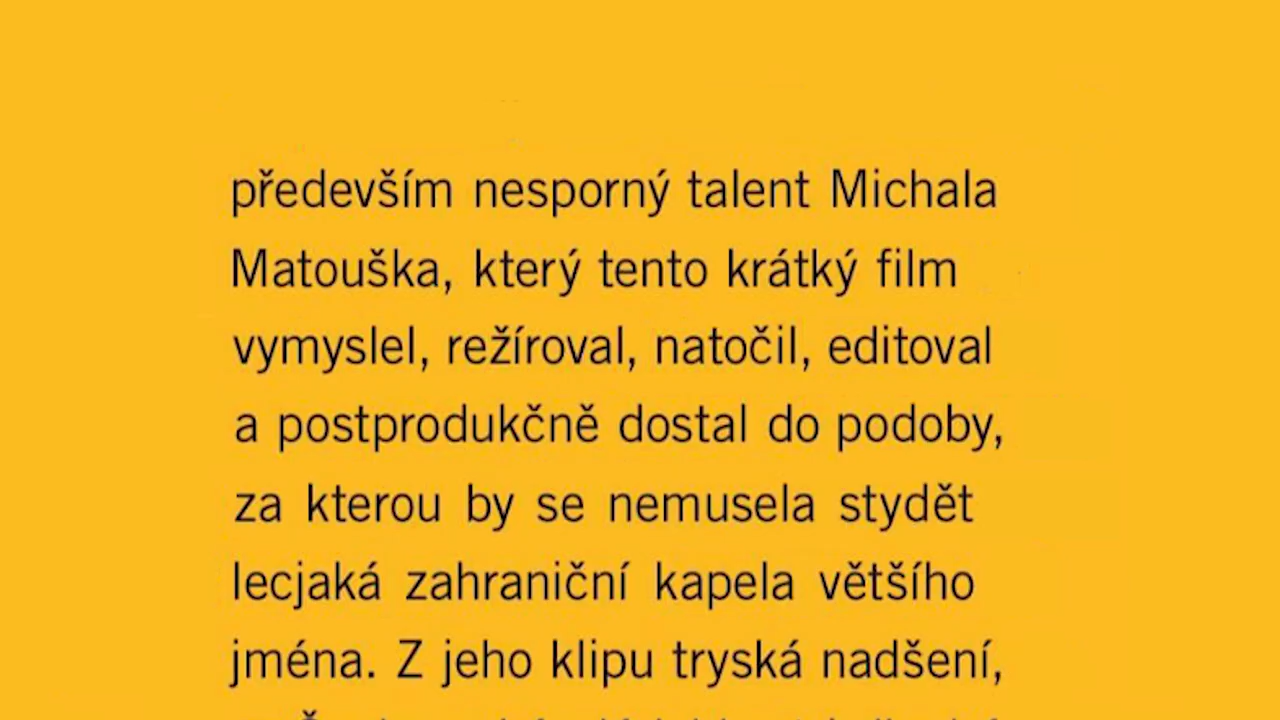 především nesporný talent Michala
Matouška, který tento krátký film
vymyslel, režíroval, natočil, editoval
a postprodukčně dostal do podoby,
za kterou by se nemusela stydět
lecjaká zahraniční kapela většího
jména. Z jeho klipu tryská nadšení,